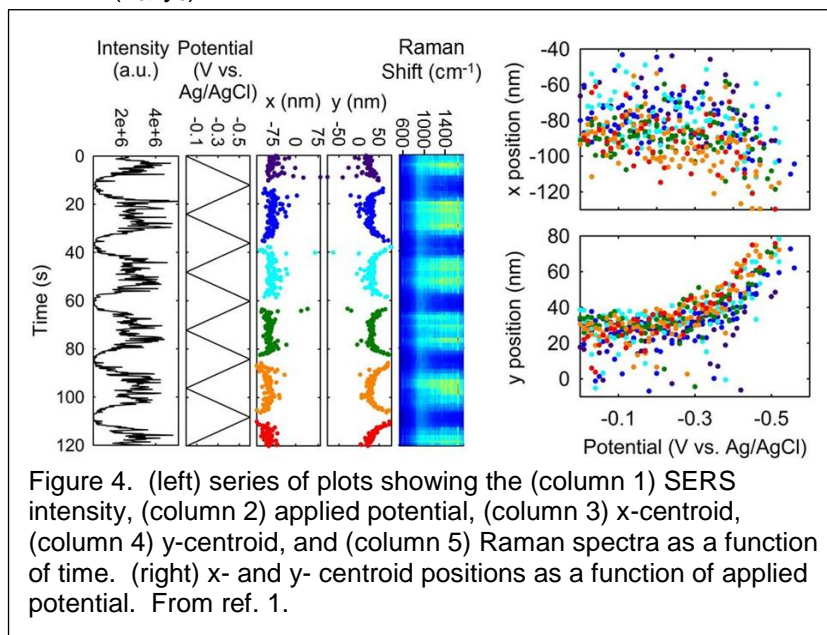 Intensity
(a.u.)
2e+6
4e+6
Potential
(V vs.
Ag/AgCl)
-0.1
-0.3
-0.5
x (nm)
-75
0
75
y (nm)
-50
0
50
Raman
Shift (cm-1)
600
1000
1400
0
20
40
60
80
100
120
Time (s)
-40
-60
-80
-100
-120
x position (nm)
80
60
40
20
0
y position (nm)
-0.1
-0.3
-0.5
Potential (V vs. Ag/AgCl)
Figure 4. (left) series of plots showing the (column 1) SERS
intensity, (column 2) applied potential, (column 3) x-centroid,
(column 4) y-centroid, and (column 5) Raman spectra as a function
of time. (right) x- and y- centroid positions as a function of applied
potential. From ref. 1.